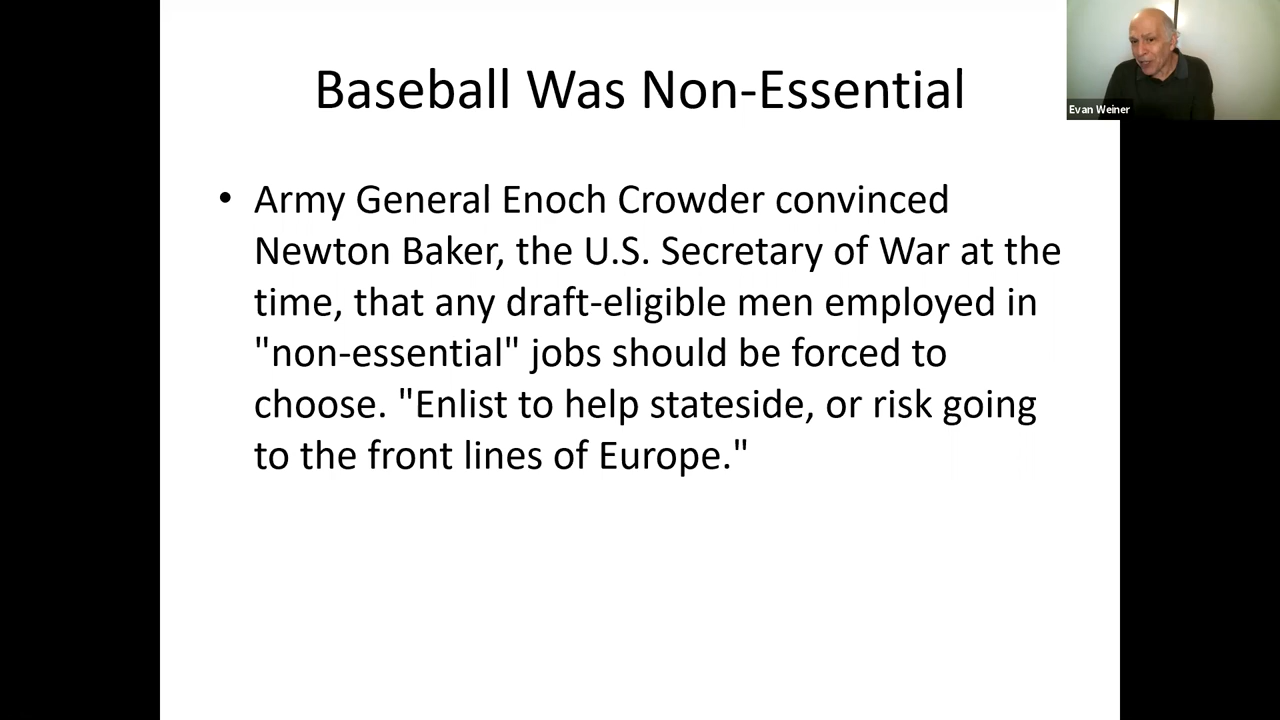 Baseball Was Non-Essential
Evan Weiner
• Army General Enoch Crowder convinced
Newton Baker, the U.S. Secretary of War at the
time, that any draft-eligible men employed in
"non-essential" jobs should be forced to
choose. "Enlist to help stateside, or risk going
to the front lines of Europe."